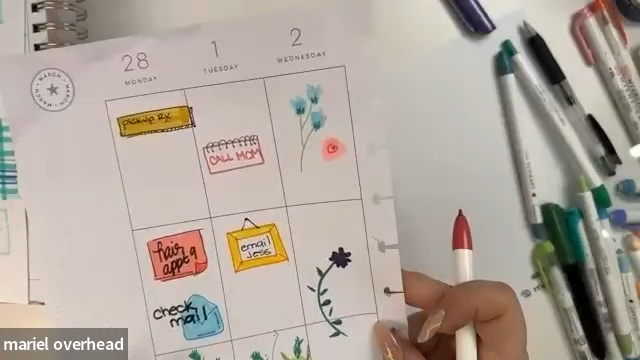 MARCH
28
MONDAY
1
TUESDAY
2
WEDNESDAY
pickup Rx
CALL MOM
hair
appt 9
email
Jess
check
mail
mariel overhead